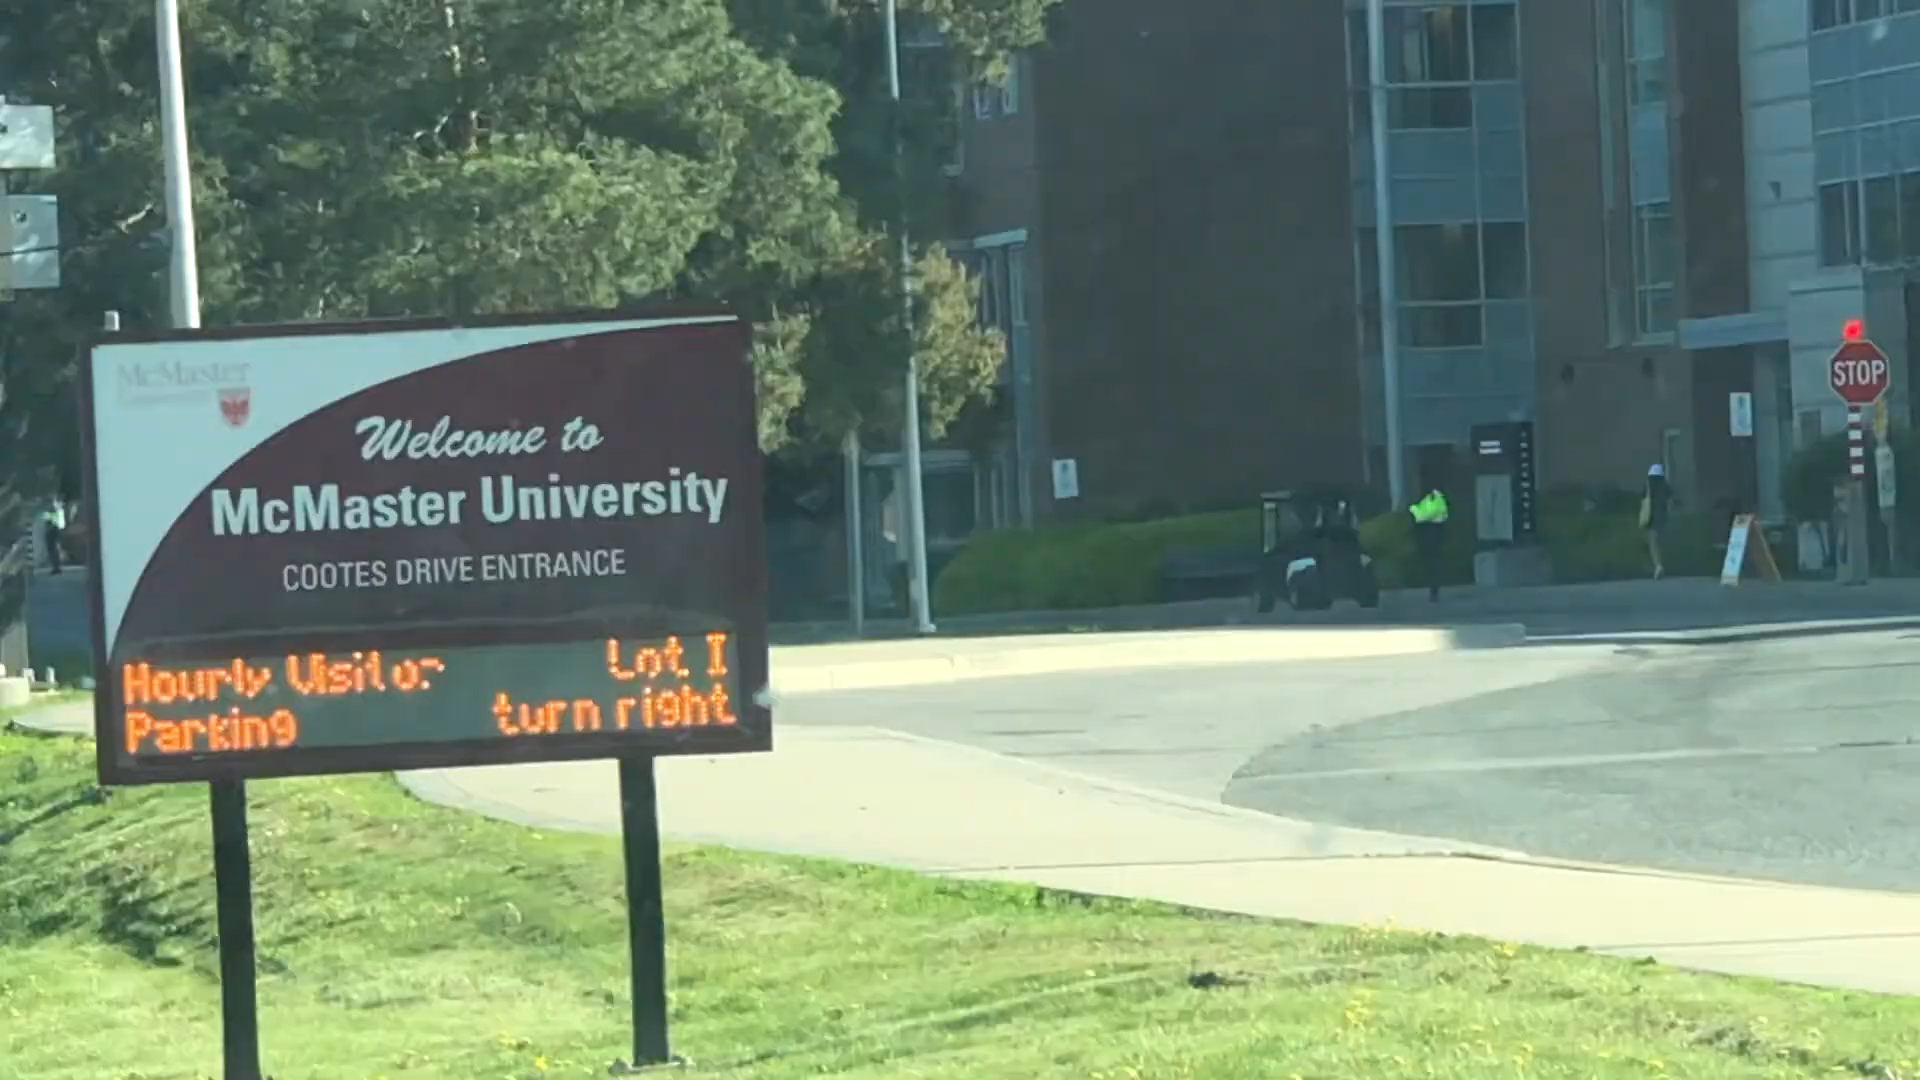 McMaster
Welcome to
McMaster University
COOTES DRIVE ENTRANCE
Hourly Visitor Lot I
Parking turn right
STOP